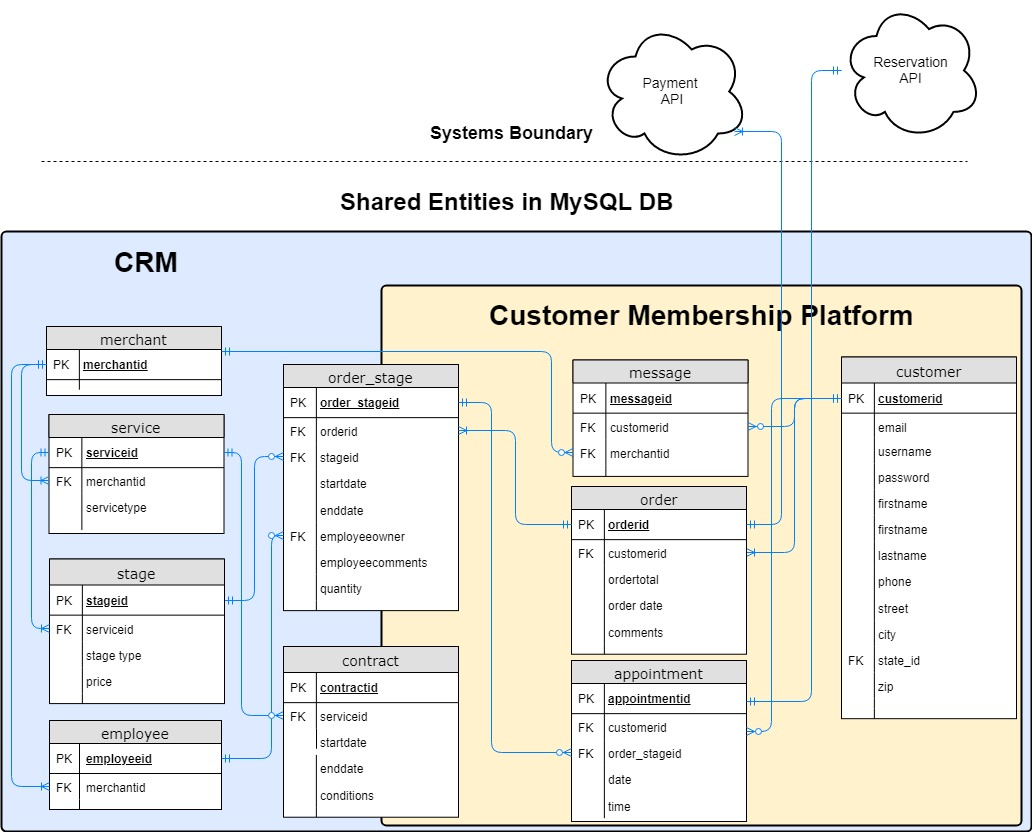 Payment
API
Reservation
API
Systems Boundary
Shared Entities in MySQL DB
CRM
Customer Membership Platform
merchant
PK merchantid
service
PK serviceid
FK merchantid
servicetype
stage
PK stageid
FK serviceid
stage type
price
employee
PK employeeid
FK merchantid
order_stage
PK order_stageid
FK orderid
FK stageid
startdate
enddate
FK employeeowner
employeecomments
quantity
contract
PK contractid
FK serviceid
startdate
enddate
conditions
message
PK messageid
FK customerid
FK merchantid
order
PK orderid
FK customerid
ordertotal
order date
comments
appointment
PK appointmentid
FK customerid
FK order_stageid
date
time
customer
PK customerid
email
username
password
firstname
firstname
lastname
phone
street
city
FK state_id
zip